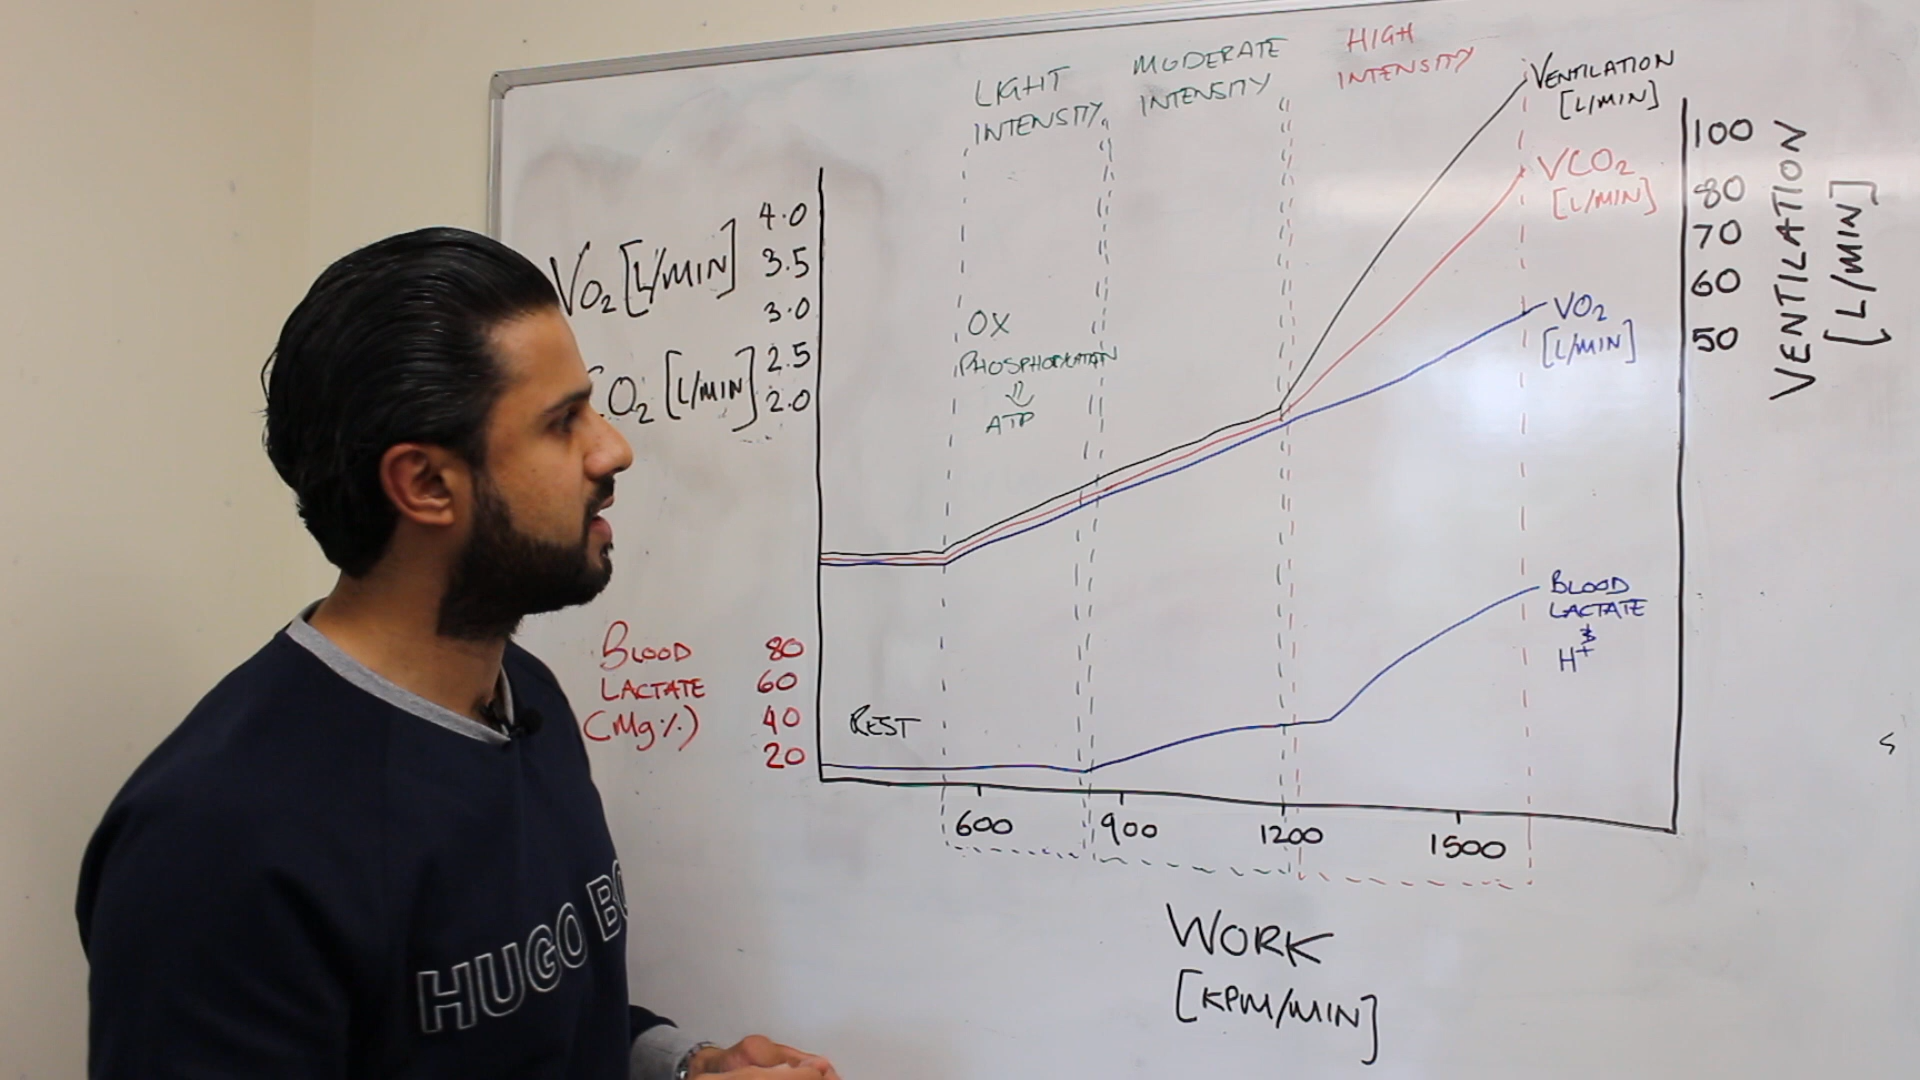 LIGHT
INTENSITY
MODERATE
INTENSITY
HIGH
INTENSITY
VENTILATION
[L/MIN]
VCO2
[L/MIN]
VO2
[L/MIN]
BLOOD
LACTATE
&
H+
VO2 [L/MIN]
CO2 [L/MIN]
4.0
3.5
3.0
2.5
2.0
OX
PHOSPHORYLATION
⇓
ATP
100
80
70
60
50
VENTILATION
[L/MIN]
BLOOD
LACTATE
(Mg%)
80
60
40
20
REST
600
900
1200
1500
WORK
[KPM/MIN]
HUGO BO